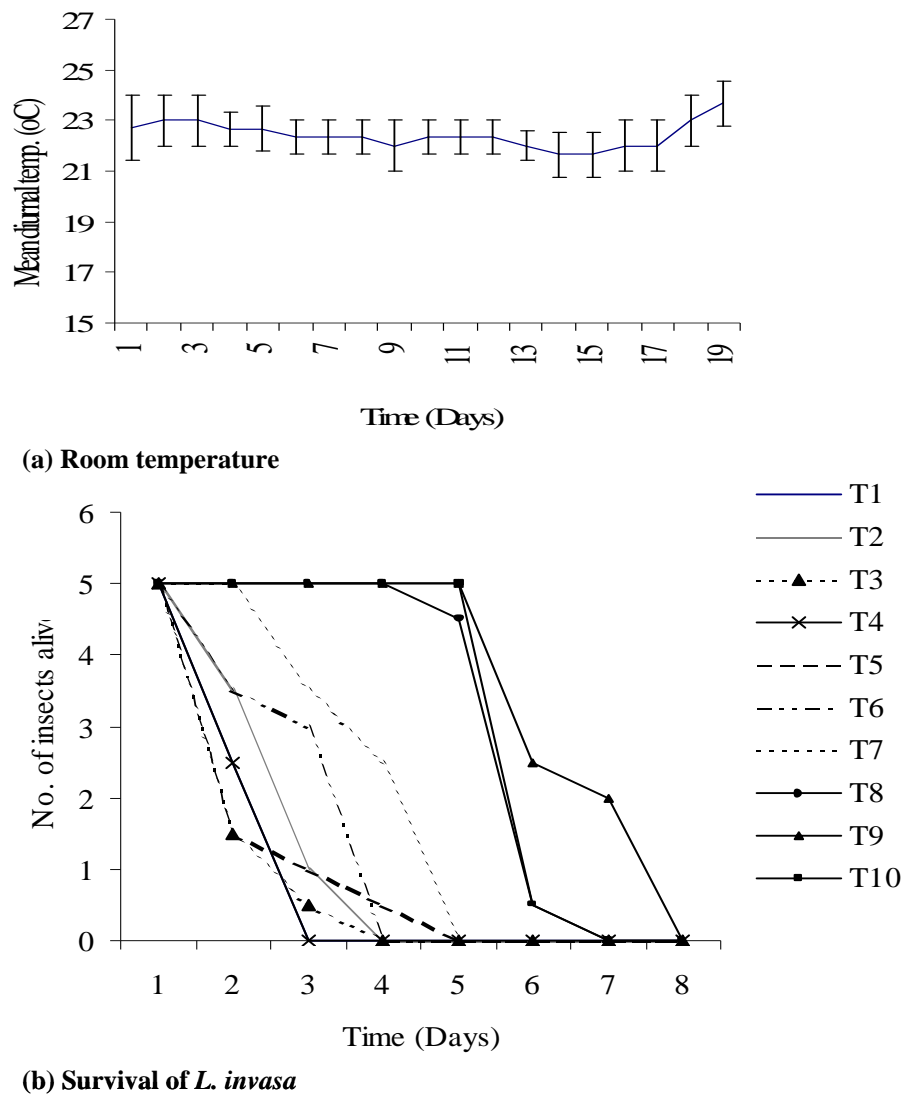 27
25
23
21
19
17
15
Mean diurnal temp. (oC)
1 3 5 7 9 11 13 15 17 19
Time (Days)
(a) Room temperature
6
5
4
3
2
1
0
No. of insects aliv
1 2 3 4 5 6 7 8
Time (Days)
T1
T2
T3
T4
T5
T6
T7
T8
T9
T10
(b) Survival of L. invasa